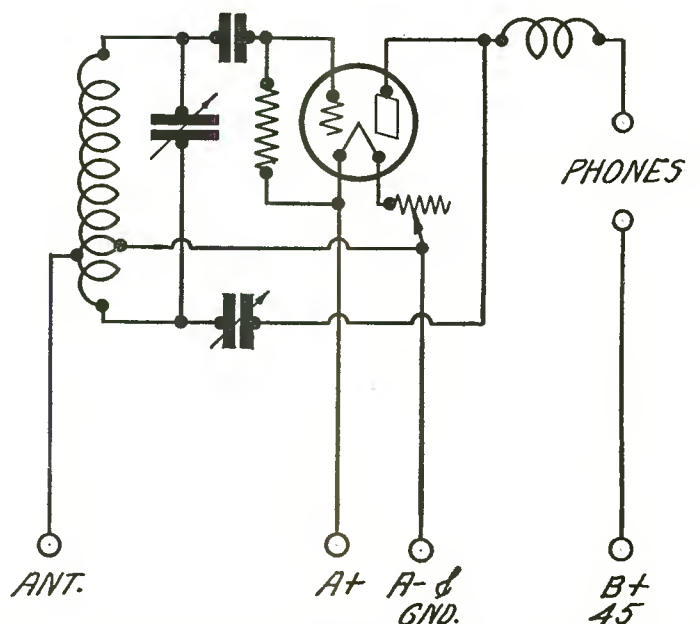 PHONES
ANT.
A+
A- &
GND.
B+
45